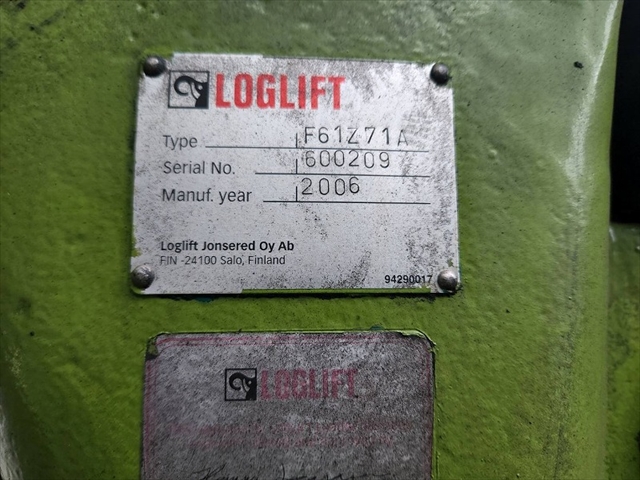 LOGLIFT
Type F61Z71A
Serial No. 600209
Manuf. year 2006
Loglift Jonsered Oy Ab
FIN -24100 Salo, Finland
94290017
LOGLIFT